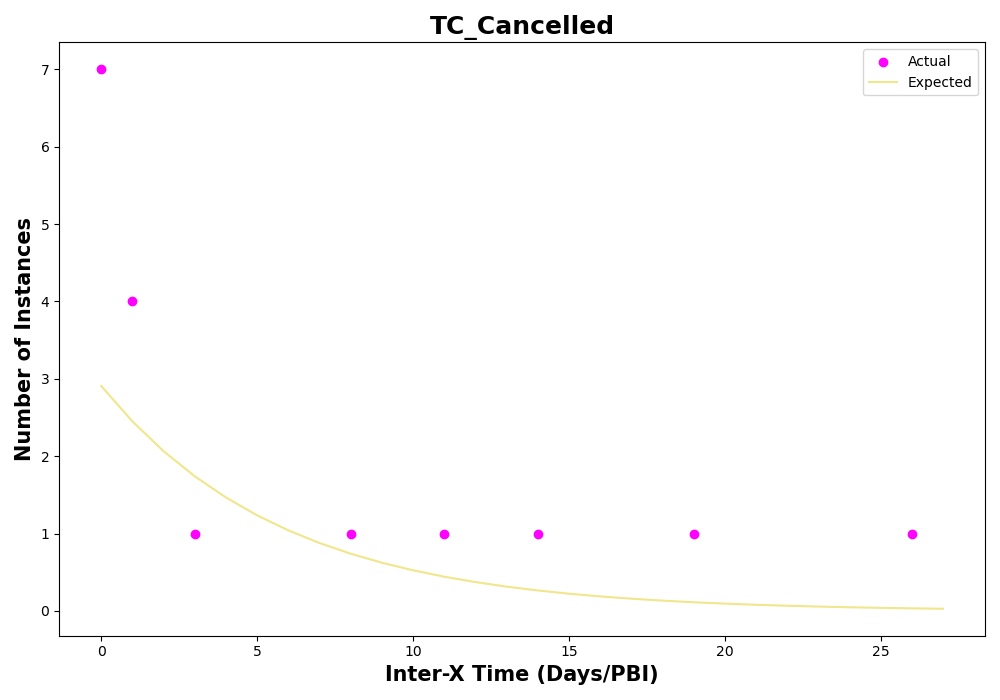 TC_Cancelled
Actual
Expected
Number of Instances
7
6
5
4
3
2
1
0
0 5 10 15 20 25
Inter-X Time (Days/PBI)